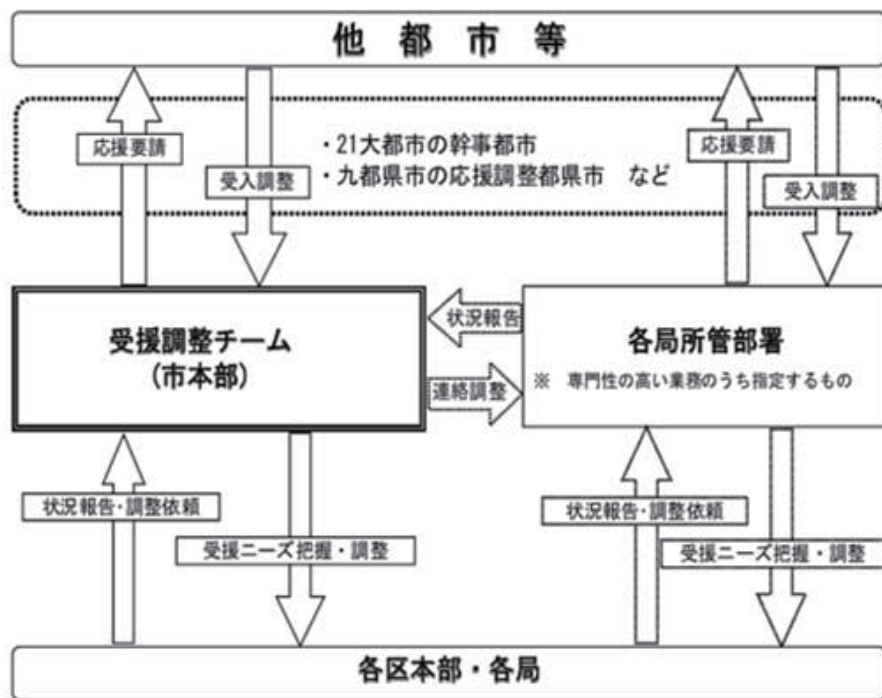 他都市等
応援要請
受入調整
・21大都市の幹事都市
・九都県市の応援調整都県市 など
応援要請
受入調整
受援調整チーム
(市本部)
状況報告
連絡調整
各局所管部署
※ 専門性の高い業務のうち指定するもの
状況報告・調整依頼
受援ニーズ把握・調整
状況報告・調整依頼
受援ニーズ把握・調整
各区本部・各局